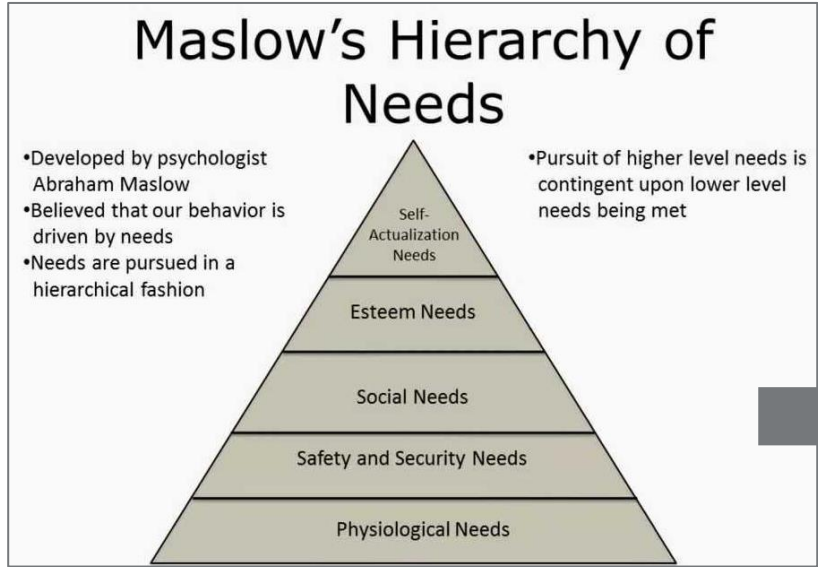 Maslow’s Hierarchy of
Needs
•Developed by psychologist
Abraham Maslow
•Believed that our behavior is
driven by needs
•Needs are pursued in a
hierarchical fashion
•Pursuit of higher level needs is
contingent upon lower level
needs being met
Self-
Actualization
Needs
Esteem Needs
Social Needs
Safety and Security Needs
Physiological Needs